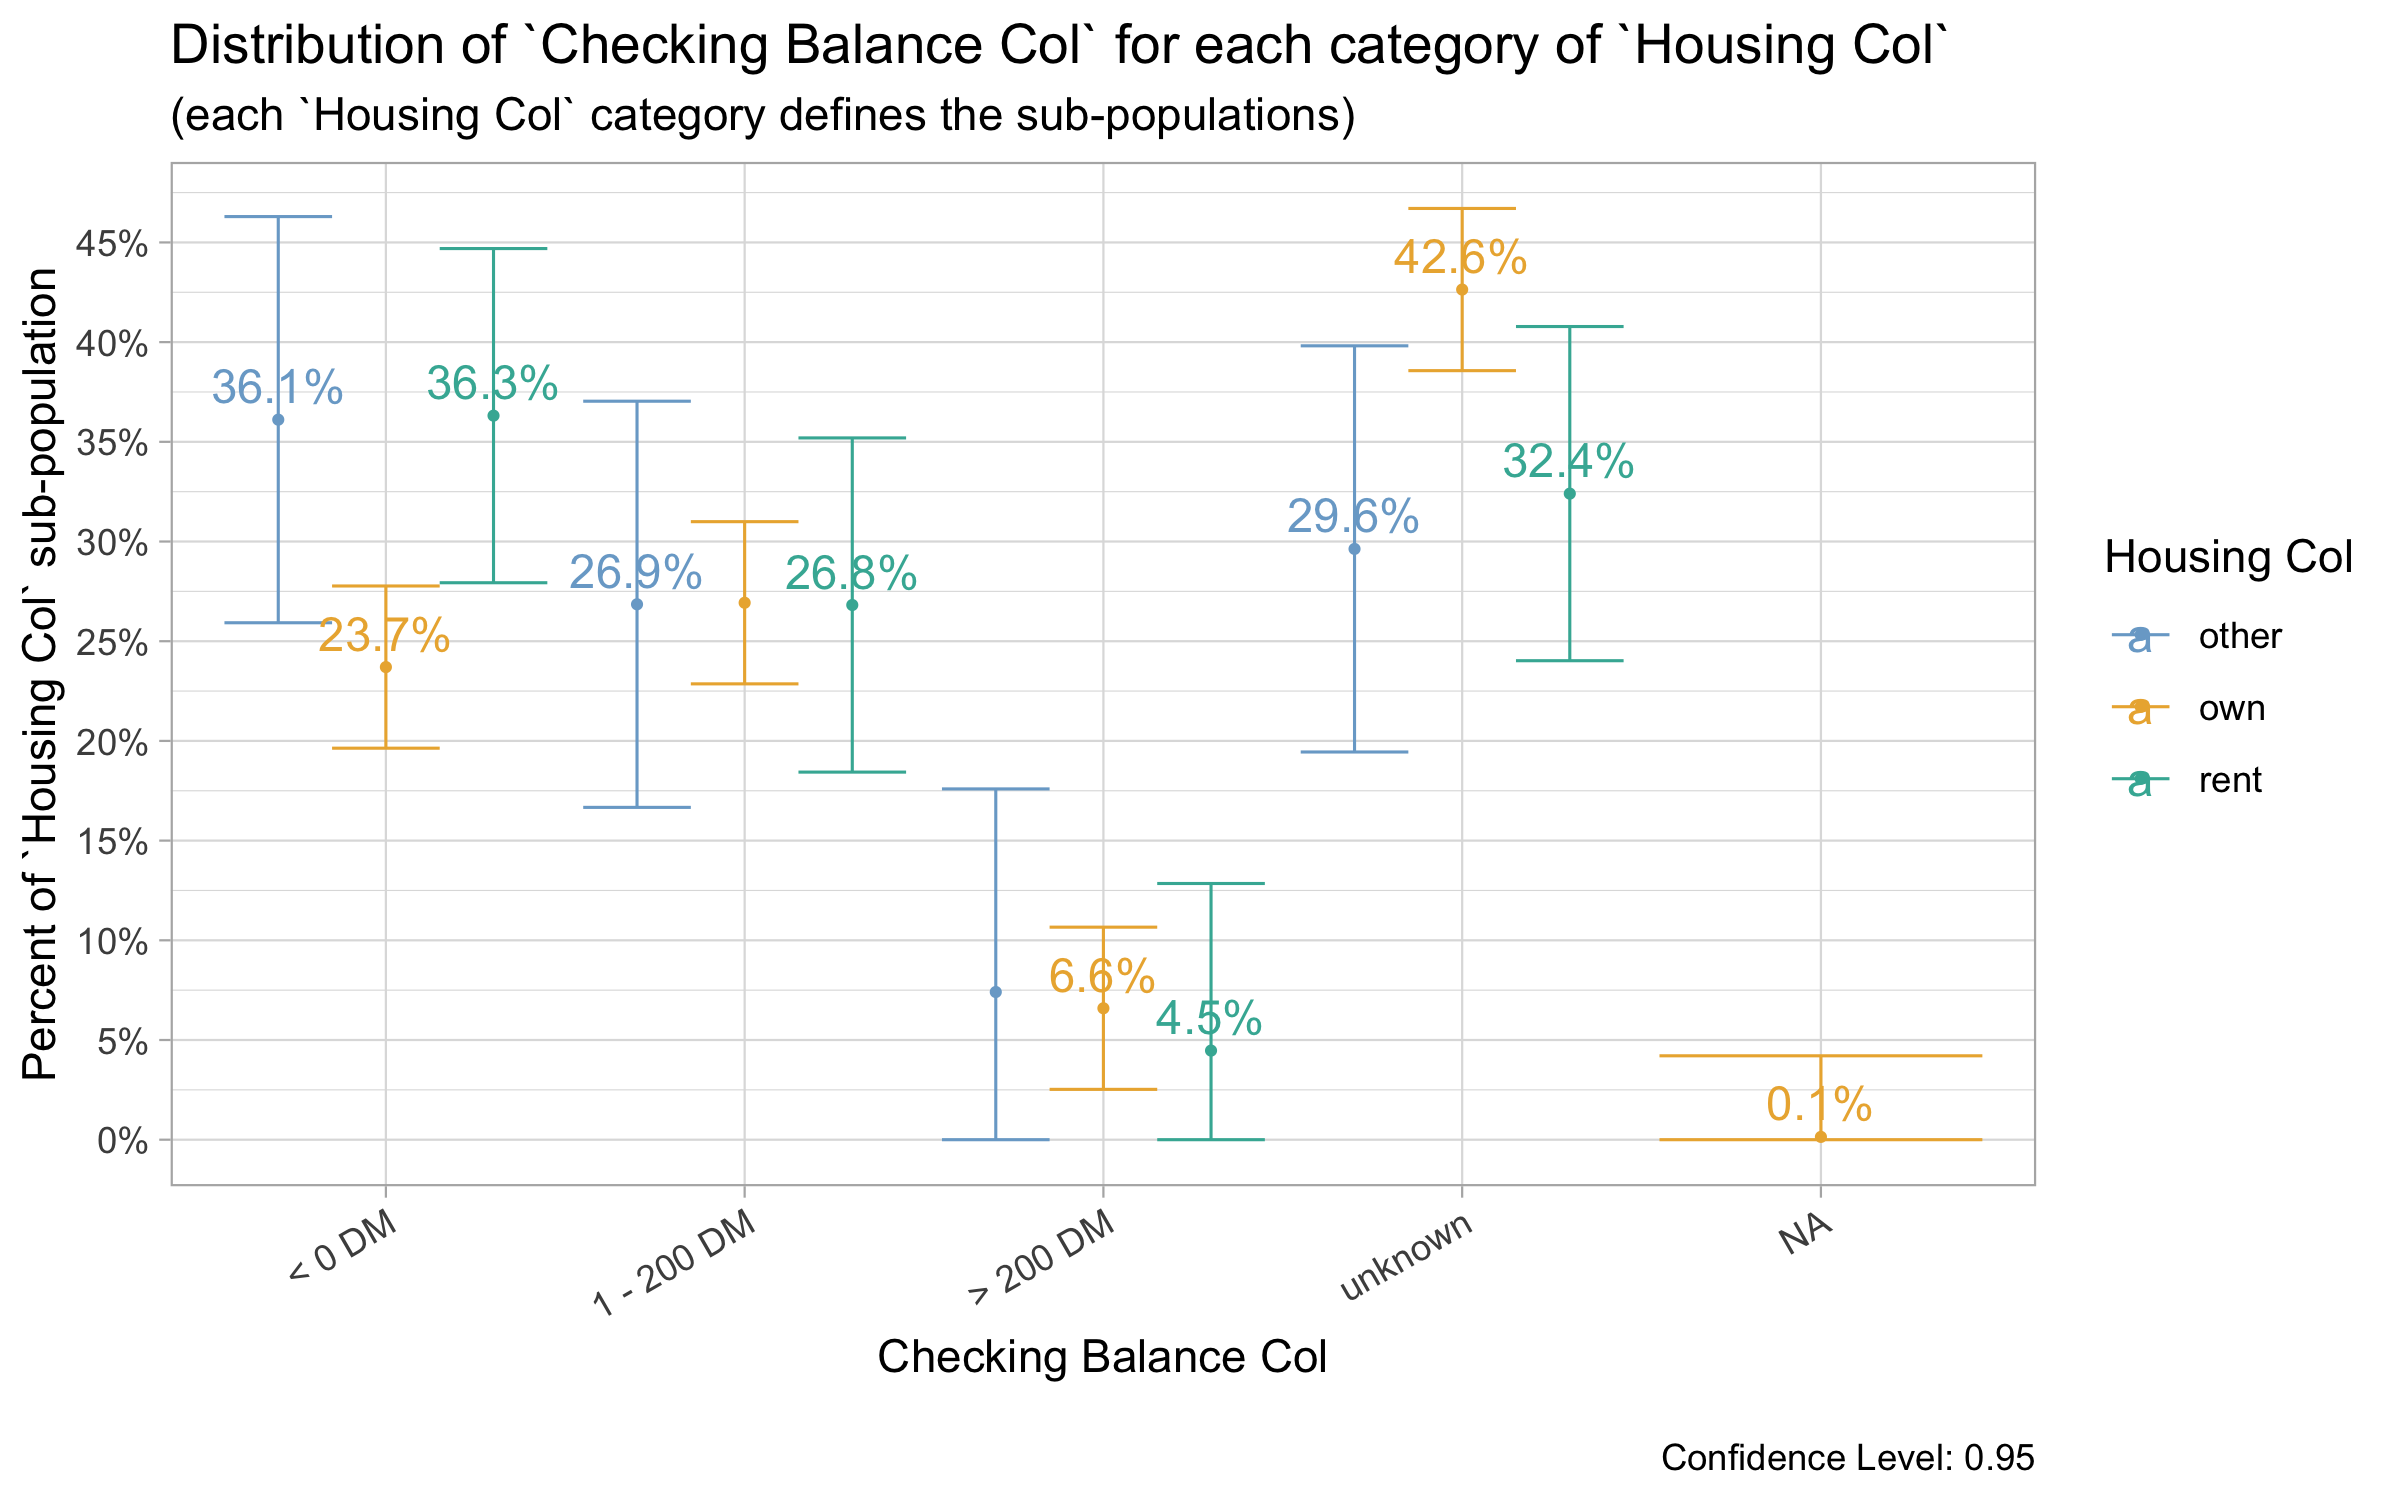 Distribution of `Checking Balance Col` for each category of `Housing Col`
(each `Housing Col` category defines the sub-populations)
Percent of `Housing Col` sub-population
45%
40%
35%
30%
25%
20%
15%
10%
5%
0%
36.1%
23.7%
36.3%
26.9%
26.8%
6.6%
4.5%
29.6%
42.6%
32.4%
0.1%
< 0 DM
1 - 200 DM
> 200 DM
unknown
NA
Checking Balance Col
Housing Col
a other
a own
a rent
Confidence Level: 0.95